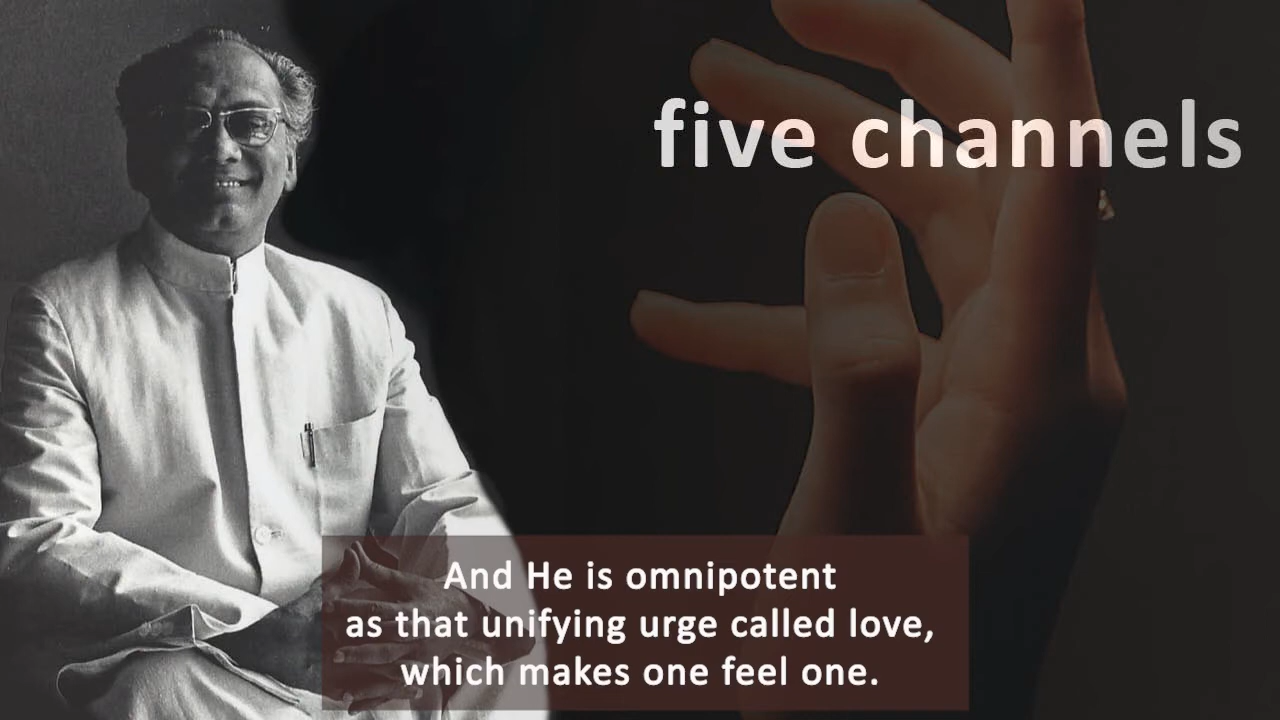 five channels
And He is omnipotent
as that unifying urge called love,
which makes one feel one.